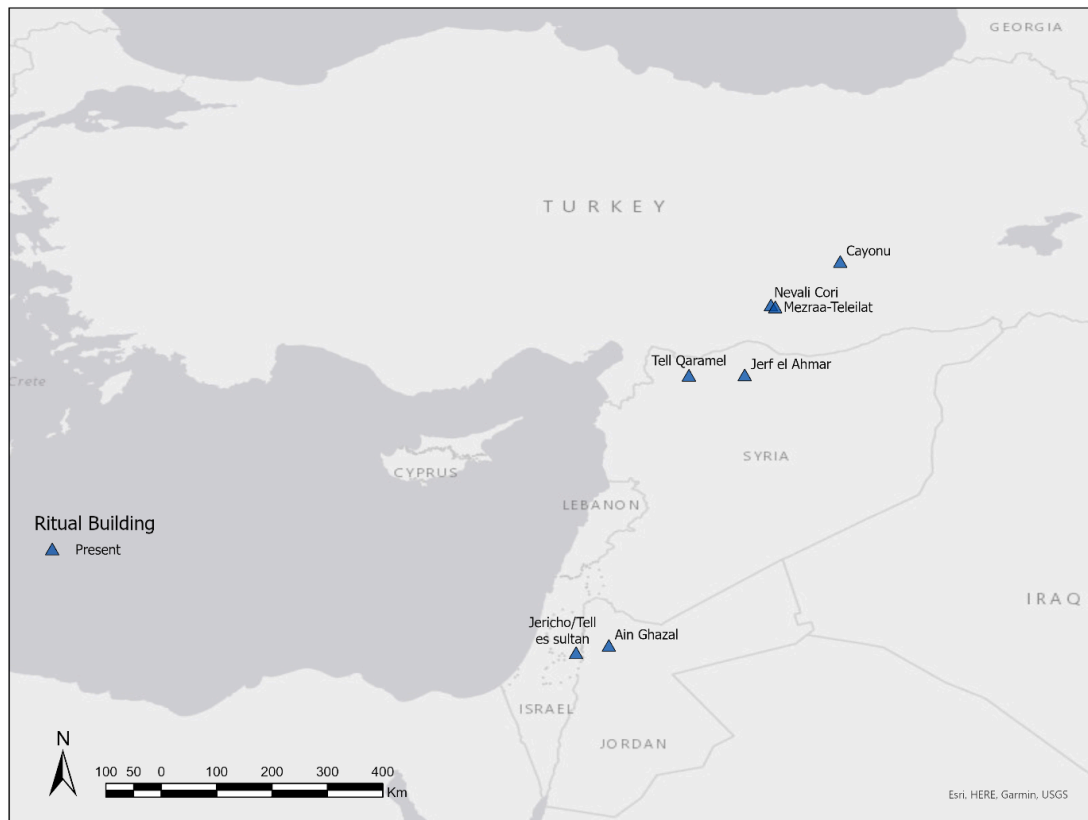 GEORGIA
TURKEY
Cayonu
Nevali Cori
Mezraa-Teleilat
Tell Qaramel
Jerf el Ahmar
Crete
CYPRUS
SYRIA
LEBANON
Ritual Building
Present
IRAQ
Jericho/Tell
es sultan
Ain Ghazal
ISRAEL
JORDAN
N
100 50 0 100 200 300 400
Km
Esri, HERE, Garmin, USGS